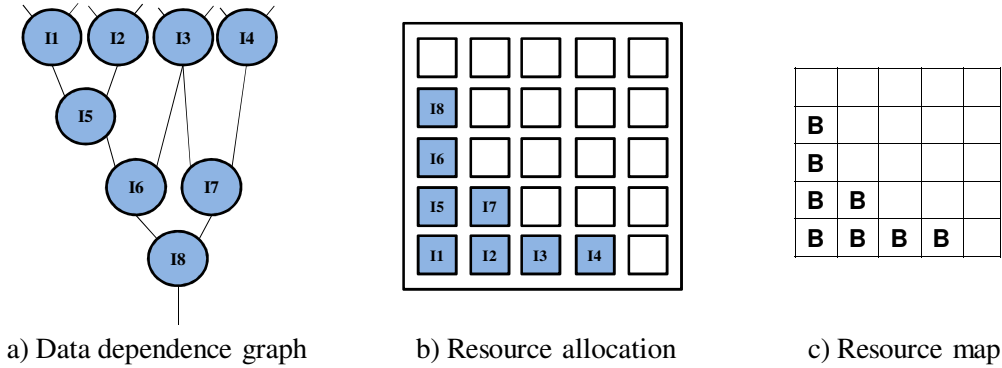 I1 I2 I3 I4
I5
I6 I7
I8
a) Data dependence graph
I8
I6
I5 I7
I1 I2 I3 I4
b) Resource allocation
B
B
B B
B B B B
c) Resource map